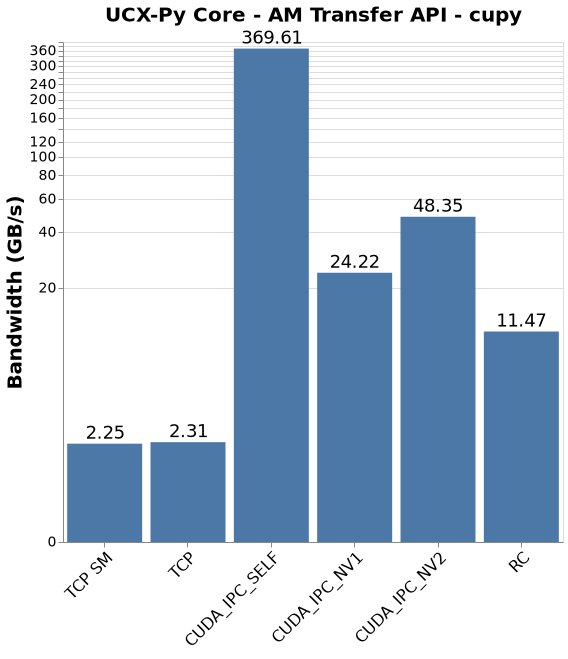 UCX-Py Core - AM Transfer API - cupy
Bandwidth (GB/s)
360
300
240
200
160
120
100
80
60
40
20
0
2.25
2.31
369.61
24.22
48.35
11.47
TCP SM
TCP
CUDA_IPC_SELF
CUDA_IPC_NV1
CUDA_IPC_NV2
RC